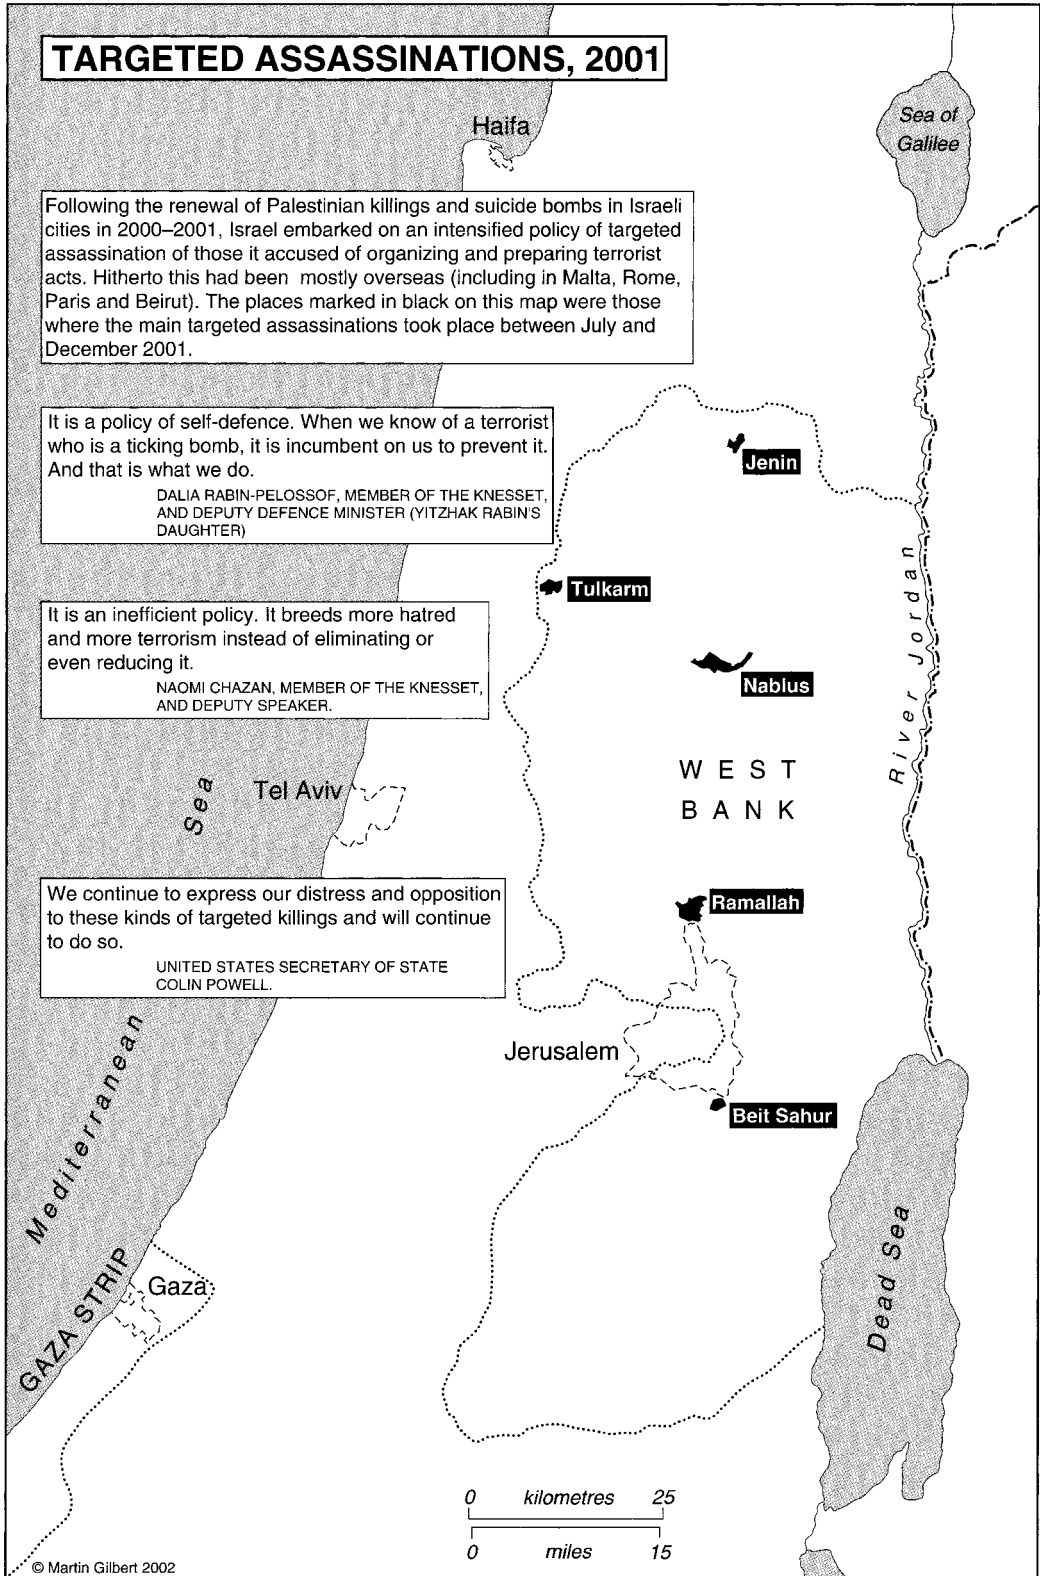 TARGETED ASSASSINATIONS, 2001
Haifa
Sea of
Galilee
Following the renewal of Palestinian killings and suicide bombs in Israeli
cities in 2000–2001, Israel embarked on an intensified policy of targeted
assassination of those it accused of organizing and preparing terrorist
acts. Hitherto this had been mostly overseas (including in Malta, Rome,
Paris and Beirut). The places marked in black on this map were those
where the main targeted assassinations took place between July and
December 2001.
It is a policy of self-defence. When we know of a terrorist
who is a ticking bomb, it is incumbent on us to prevent it.
And that is what we do.
DALIA RABIN-PELOSSOF, MEMBER OF THE KNESSET,
AND DEPUTY DEFENCE MINISTER (YITZHAK RABIN'S
DAUGHTER)
Jenin
Tulkarm
It is an inefficient policy. It breeds more hatred
and more terrorism instead of eliminating or
even reducing it.
NAOMI CHAZAN, MEMBER OF THE KNESSET,
AND DEPUTY SPEAKER.
Nablus
River Jordan
WEST
BANK
Tel Aviv
We continue to express our distress and opposition
to these kinds of targeted killings and will continue
to do so.
UNITED STATES SECRETARY OF STATE
COLIN POWELL.
Ramallah
Mediterranean Sea
Jerusalem
Beit Sahur
Dead Sea
GAZA STRIP
Gaza
0 kilometres 25
0 miles 15
© Martin Gilbert 2002